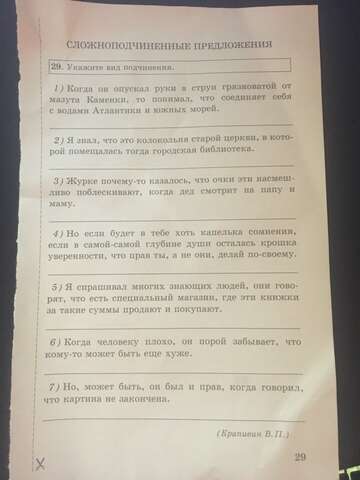 СЛОЖНОПОДЧИНЕННЫЕ ПРЕДЛОЖЕНИЯ
29. Укажите вид подчинения.
1) Когда он опускал руки в струи грязноватой от
мазута Каменки, то понимал, что соединяет себя
с водами Атлантики и южных морей.
2) Я знал, что это колокольня старой церкви, в кото-
рой помещалась тогда городская библиотека.
3) Журке почему-то казалось, что очки эти насмеш-
ливо поблескивают, когда дед смотрит на папу и
маму.
4) Но если будет в тебе хоть капелька сомнения,
если в самой-самой глубине души осталась крошка
уверенности, что прав ты, а не они, делай по-своему.
5) Я спрашивал многих знающих людей, они гово-
рят, что есть специальный магазин, где эти книжки
за такие суммы продают и покупают.
6) Когда человеку плохо, он порой забывает, что
кому-то может быть еще хуже.
7) Но, может быть, он был и прав, когда говорил,
что картина не закончена.
(Крапивин В.П.)
29